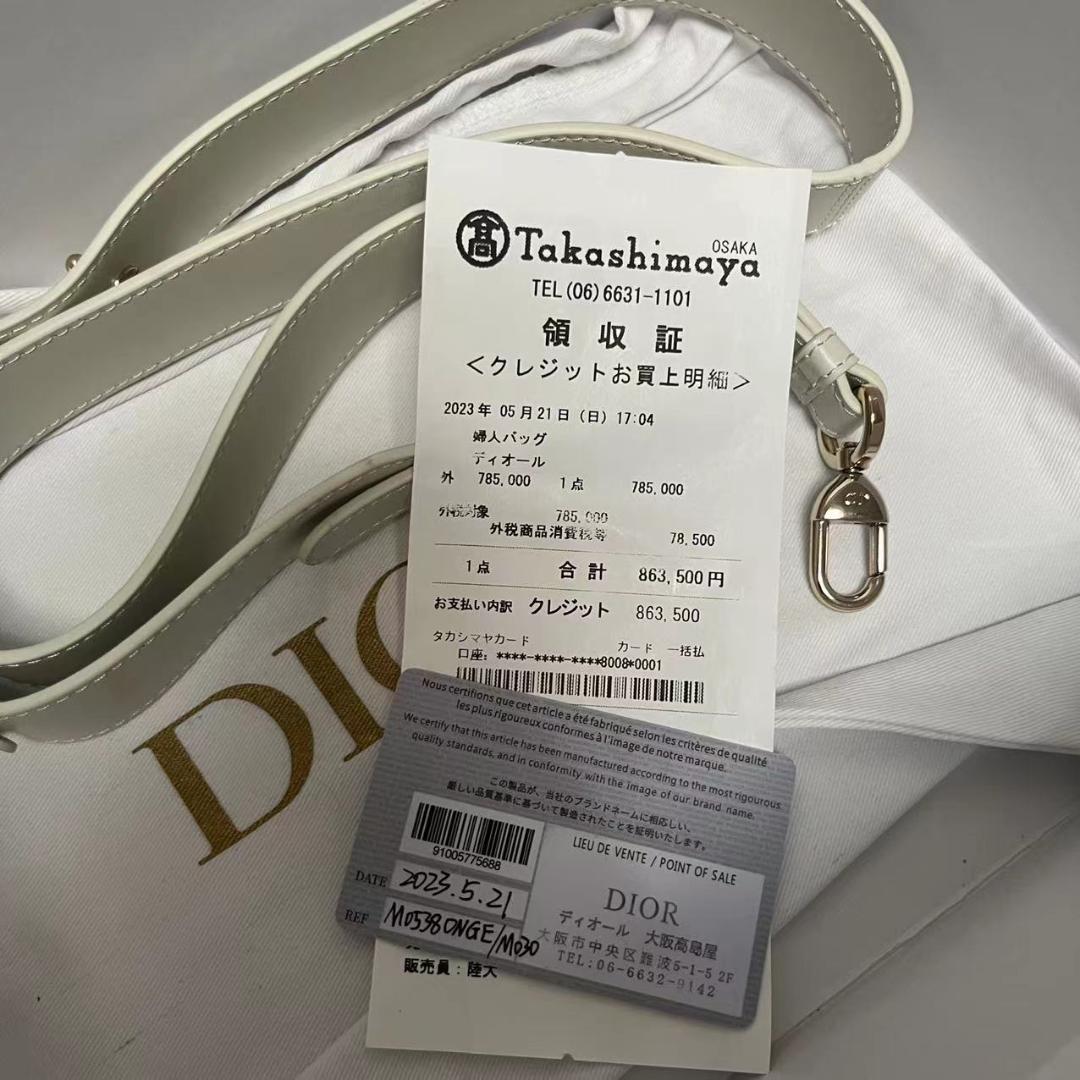 高 Takashimaya OSAKA
TEL(06)6631-1101
領収証
<クレジットお買上明細>
2023年 05月21日(日) 17:04
婦人バッグ
ディオール
外 785,000 1点 785,000
外税対象 785,000
外税商品消費税等 78,500
1点 合計 863,500円
お支払い内訳 クレジット 863,500
タカシマヤカード カード 一括払
口座: ****-****-****8008*0001
DIO
Nous certifions que cet article a été fabriqué selon les critères de qualité
les plus rigoureux conformes à l'image de notre marque.
We certify that this article has been manufactured according to the most rigourous
quality standards, and in conformity with the image of our brand name.
この製品が、当社のブランドネームに相応しい、
厳しい品質基準に基づいて製造されたことを証明いたします。
91005775688
DATE 2023.5.21
REF M0538ONGE/M030
LIEU DE VENTE / POINT OF SALE
DIOR
ディオール 大阪高島屋
大阪市中央区難波5-1-5 2F
TEL:06-6632-9142
販売員:陸大
CD